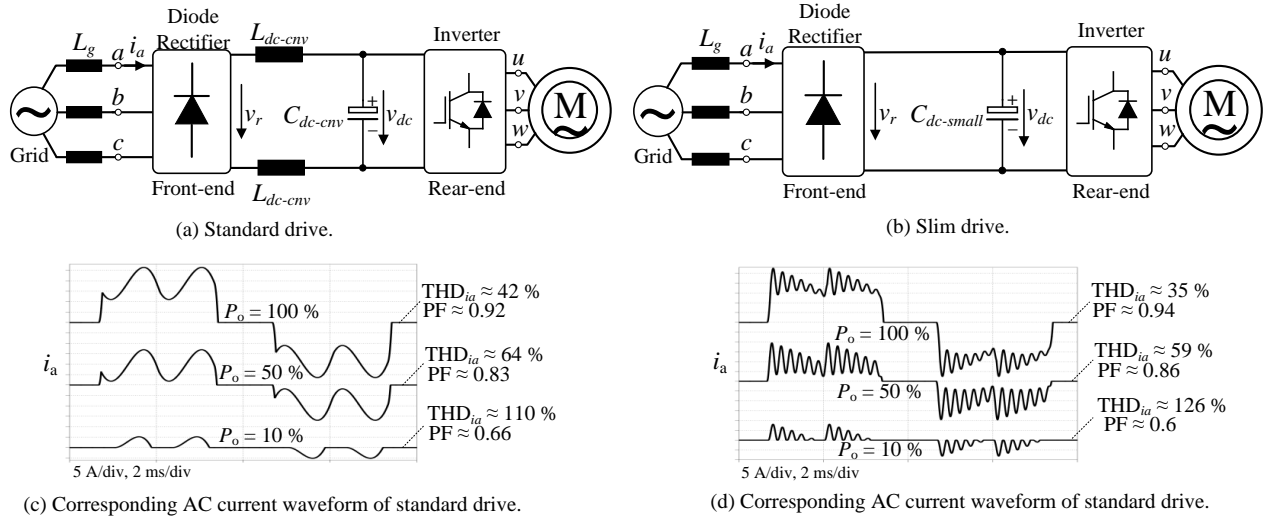 Diode
Rectifier
L_dc-cnv
Inverter
L_g
a
i_a
b
c
Grid
v_r
C_dc-cnv
+
−
v_dc
u
v
w
M
Front-end
L_dc-cnv
Rear-end
(a) Standard drive.
Diode
Rectifier
Inverter
L_g
a
i_a
b
c
Grid
v_r
C_dc-small
+
−
v_dc
u
v
w
M
Front-end
Rear-end
(b) Slim drive.
i_a
P_o = 100 %
THD_ia ≈ 42 %
PF ≈ 0.92
P_o = 50 %
THD_ia ≈ 64 %
PF ≈ 0.83
P_o = 10 %
THD_ia ≈ 110 %
PF ≈ 0.66
5 A/div, 2 ms/div
(c) Corresponding AC current waveform of standard drive.
i_a
P_o = 100 %
THD_ia ≈ 35 %
PF ≈ 0.94
P_o = 50 %
THD_ia ≈ 59 %
PF ≈ 0.86
P_o = 10 %
THD_ia ≈ 126 %
PF ≈ 0.6
5 A/div, 2 ms/div
(d) Corresponding AC current waveform of standard drive.